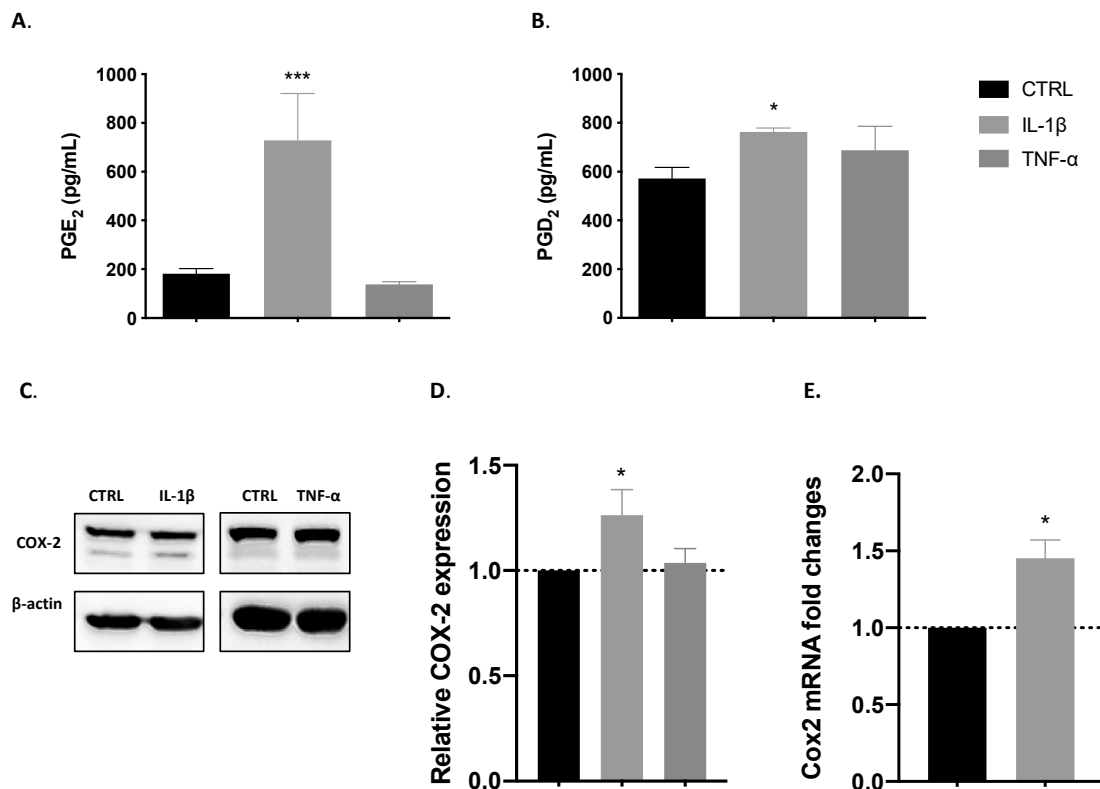 A.
B.
1000
800
600
400
200
0
PGE2 (pg/mL)
***
1000
800
600
400
200
0
PGD2 (pg/mL)
*
CTRL
IL-1β
TNF-α
C.
D.
E.
CTRL IL-1β CTRL TNF-α
COX-2
β-actin
1.5
1.0
0.5
0.0
Relative COX-2 expression
*
2.0
1.5
1.0
0.5
0.0
Cox2 mRNA fold changes
*